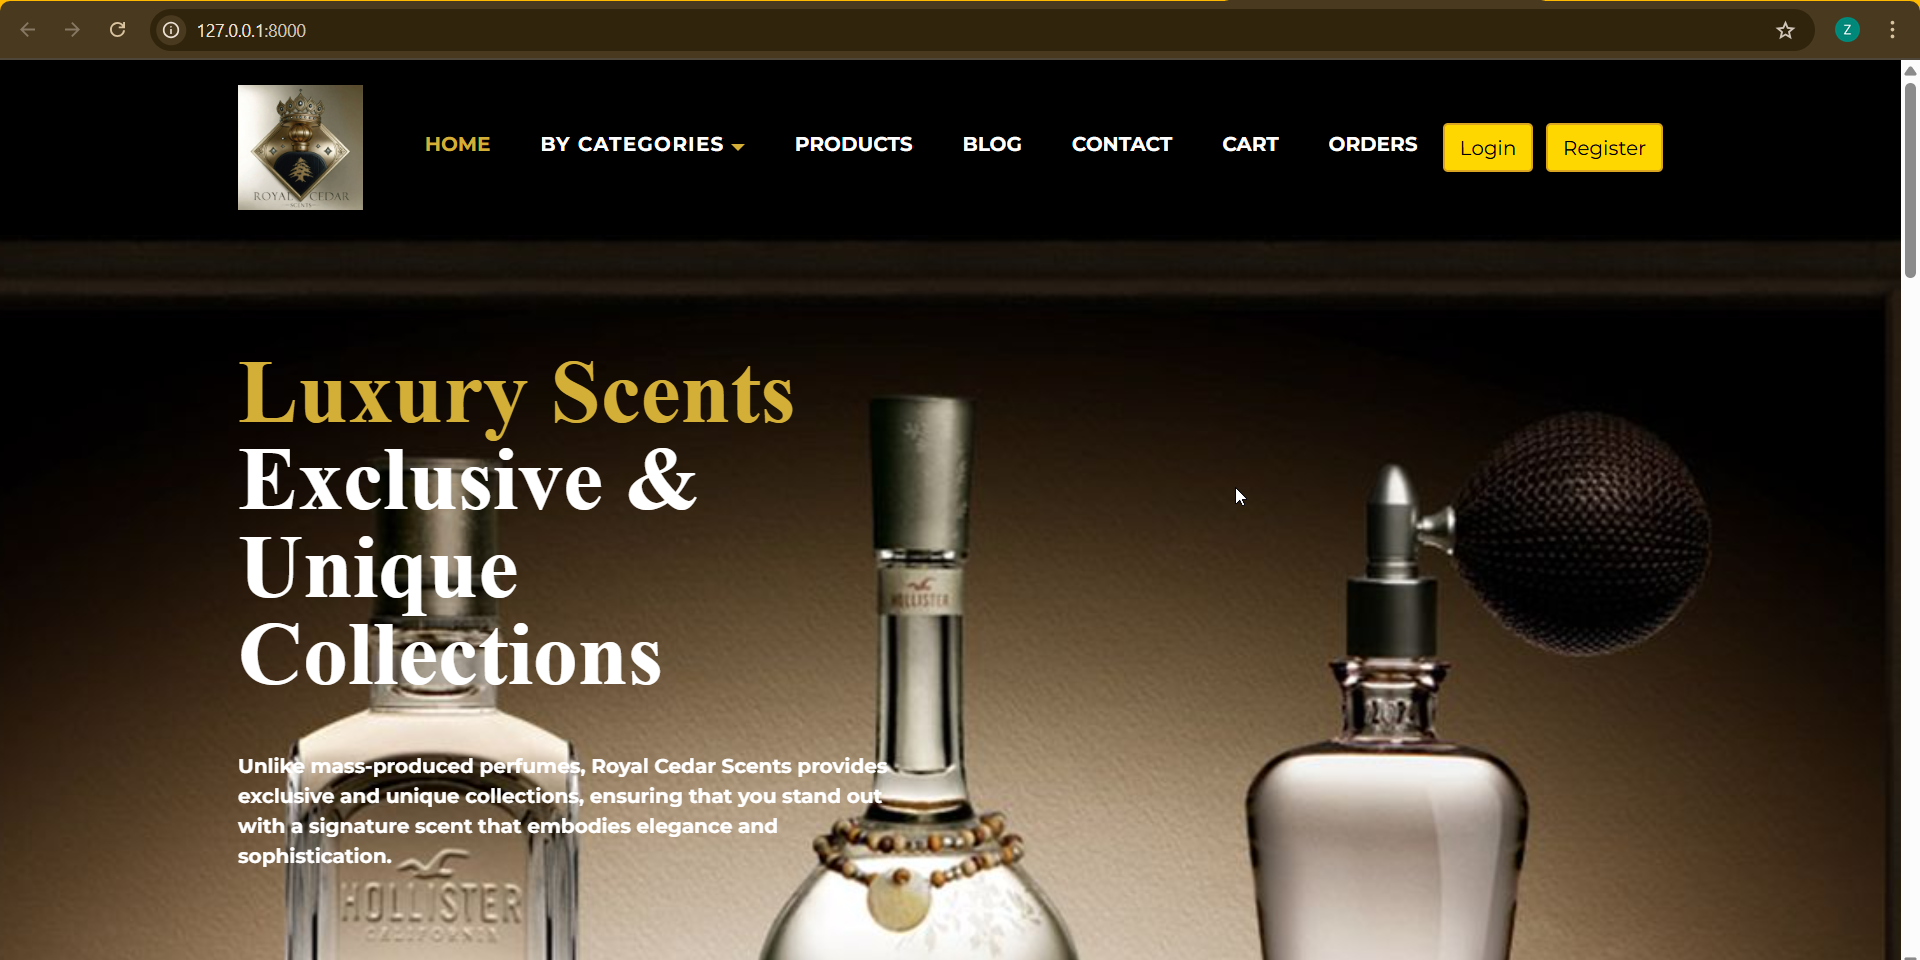 127.0.0.1:8000
Z
ROYAL CEDAR
SCENTS
HOME BY CATEGORIES PRODUCTS BLOG CONTACT CART ORDERS Login Register
Luxury Scents
Exclusive &
Unique
Collections
HOLLISTER
Unlike mass-produced perfumes, Royal Cedar Scents provides
exclusive and unique collections, ensuring that you stand out
with a signature scent that embodies elegance and
sophistication.
HOLLISTER
CALIFORNIA